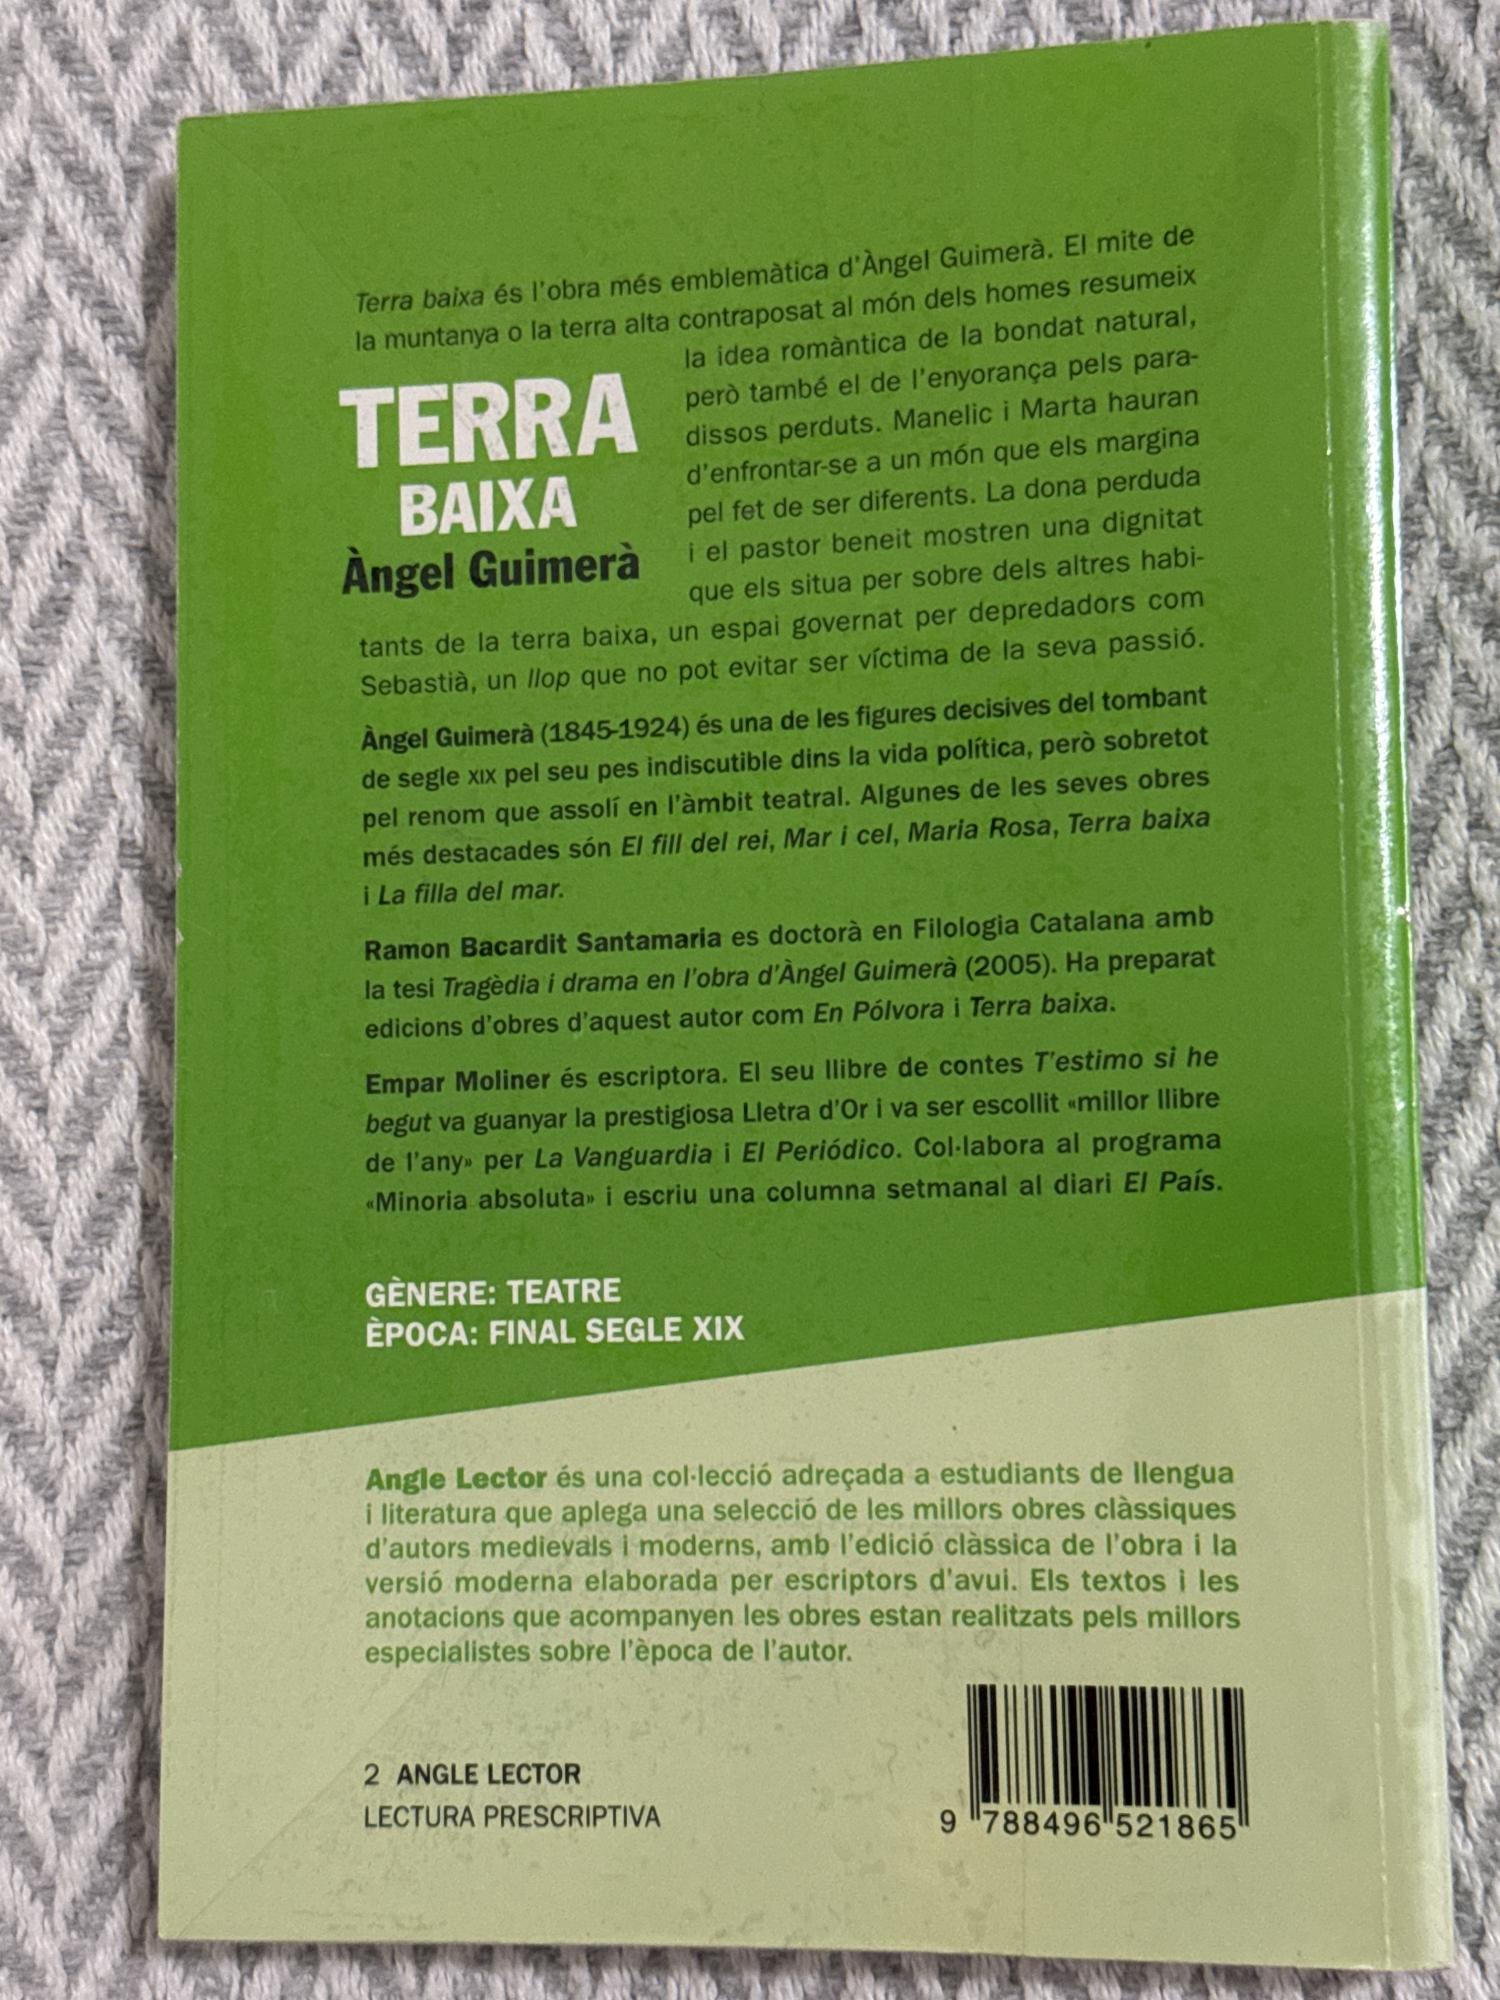 Terra baixa és l'obra més emblemàtica d'Àngel Guimerà. El mite de
la muntanya o la terra alta contraposat al món dels homes resumeix
la idea romàntica de la bondat natural,
però també el de l'enyorança pels para-
dissos perduts. Manelic i Marta hauran
d'enfrontar-se a un món que els margina
pel fet de ser diferents. La dona perduda
i el pastor beneit mostren una dignitat
que els situa per sobre dels altres habi-
TERRA
BAIXA
Àngel Guimerà
tants de la terra baixa, un espai governat per depredadors com
Sebastià, un llop que no pot evitar ser víctima de la seva passió.
Àngel Guimerà (1845-1924) és una de les figures decisives del tombant
de segle XIX pel seu pes indiscutible dins la vida política, però sobretot
pel renom que assolí en l'àmbit teatral. Algunes de les seves obres
més destacades són El fill del rei, Mar i cel, Maria Rosa, Terra baixa
i La filla del mar.
Ramon Bacardit Santamaria es doctorà en Filologia Catalana amb
la tesi Tragèdia i drama en l'obra d'Àngel Guimerà (2005). Ha preparat
edicions d'obres d'aquest autor com En Pólvora i Terra baixa.
Empar Moliner és escriptora. El seu llibre de contes T'estimo si he
begut va guanyar la prestigiosa Lletra d'Or i va ser escollit «millor llibre
de l'any» per La Vanguardia i El Periódico. Col·labora al programa
«Minoria absoluta» i escriu una columna setmanal al diari El País.
GÈNERE: TEATRE
ÈPOCA: FINAL SEGLE XIX
Angle Lector és una col·lecció adreçada a estudiants de llengua
i literatura que aplega una selecció de les millors obres clàssiques
d'autors medievals i moderns, amb l'edició clàssica de l'obra i la
versió moderna elaborada per escriptors d'avui. Els textos i les
anotacions que acompanyen les obres estan realitzats pels millors
especialistes sobre l'època de l'autor.
2 ANGLE LECTOR
LECTURA PRESCRIPTIVA
9 788496 521865